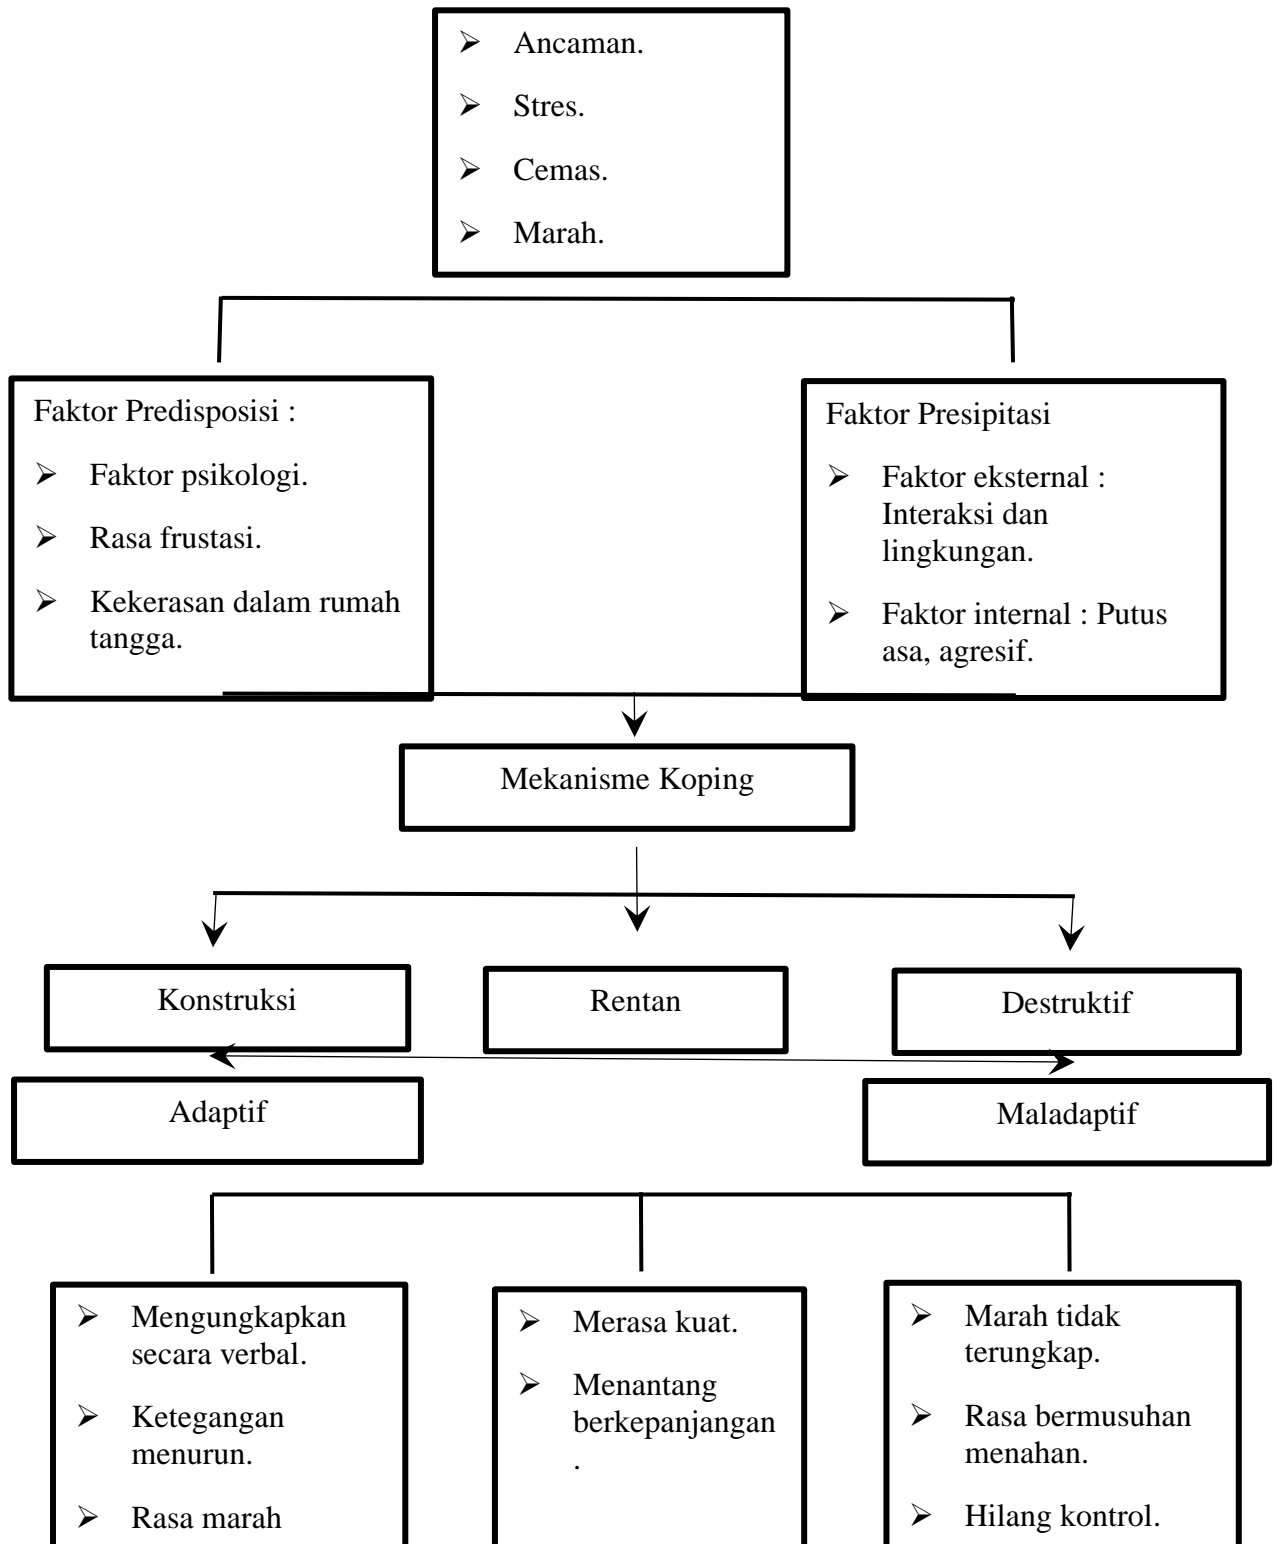 ➢ Ancaman.
➢ Stres.
➢ Cemas.
➢ Marah.
Faktor Predisposisi :
➢ Faktor psikologi.
➢ Rasa frustasi.
➢ Kekerasan dalam rumah
tangga.
Faktor Presipitasi
➢ Faktor eksternal :
Interaksi dan
lingkungan.
➢ Faktor internal : Putus
asa, agresif.
Mekanisme Koping
Konstruksi
Rentan
Destruktif
Adaptif
Maladaptif
➢ Mengungkapkan
secara verbal.
➢ Ketegangan
menurun.
➢ Rasa marah
➢ Merasa kuat.
➢ Menantang
berkepanjangan
.
➢ Marah tidak
terungkap.
➢ Rasa bermusuhan
menahan.
➢ Hilang kontrol.